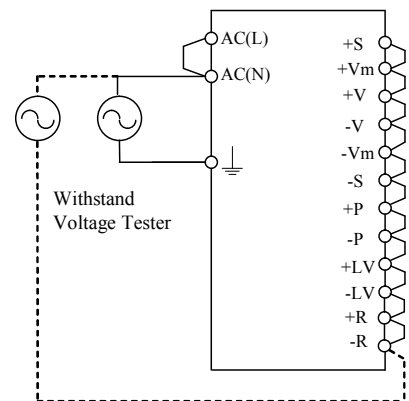 AC(L)
AC(N)
Withstand
Voltage Tester
+S
+Vm
+V
-V
-Vm
-S
+P
-P
+LV
-LV
+R
-R